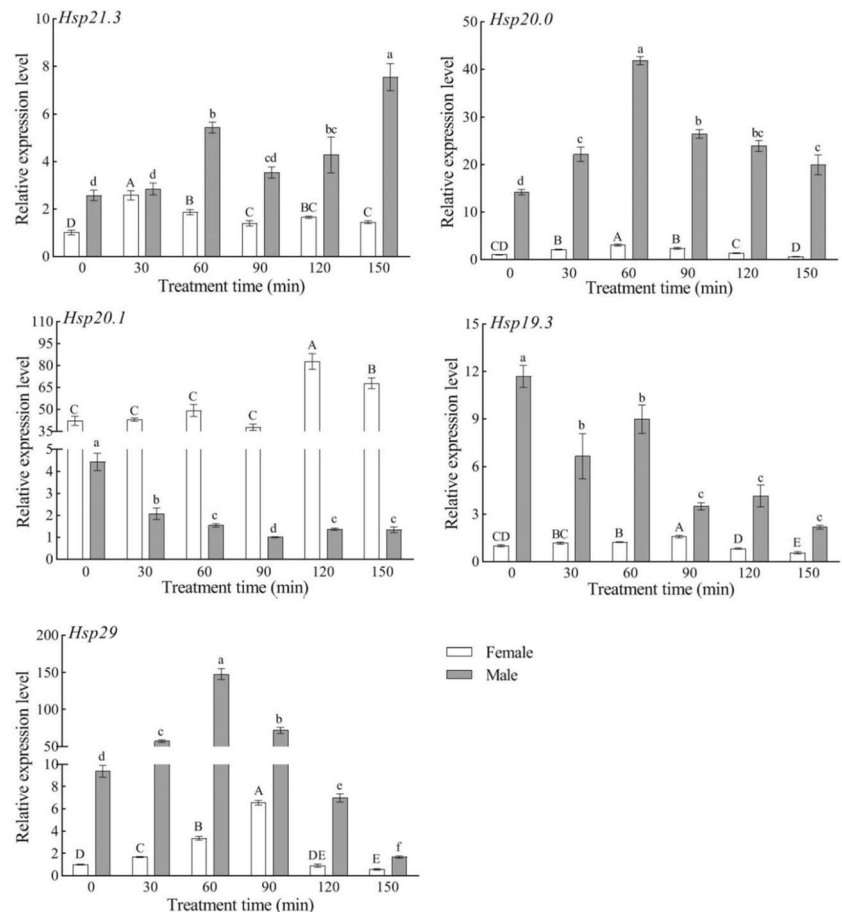 Hsp21.3
Relative expression level
10
8
6
4
2
0
D
d
A
d
B
b
C
cd
BC
bc
C
a
0 30 60 90 120 150
Treatment time (min)
Hsp20.0
Relative expression level
50
40
30
20
10
0
CD
d
B
c
A
a
B
b
C
bc
D
c
0 30 60 90 120 150
Treatment time (min)
Hsp20.1
Relative expression level
110
95
80
65
50
35
5
4
3
2
1
0
C
a
C
b
C
c
C
d
A
c
B
c
0 30 60 90 120 150
Treatment time (min)
Hsp19.3
Relative expression level
15
12
9
6
3
0
CD
a
BC
b
B
b
A
c
D
c
E
c
0 30 60 90 120 150
Treatment time (min)
Hsp29
Relative expression level
200
150
100
50
10
8
6
4
2
0
D
d
C
c
B
a
A
b
DE
e
E
f
0 30 60 90 120 150
Treatment time (min)
Female
Male